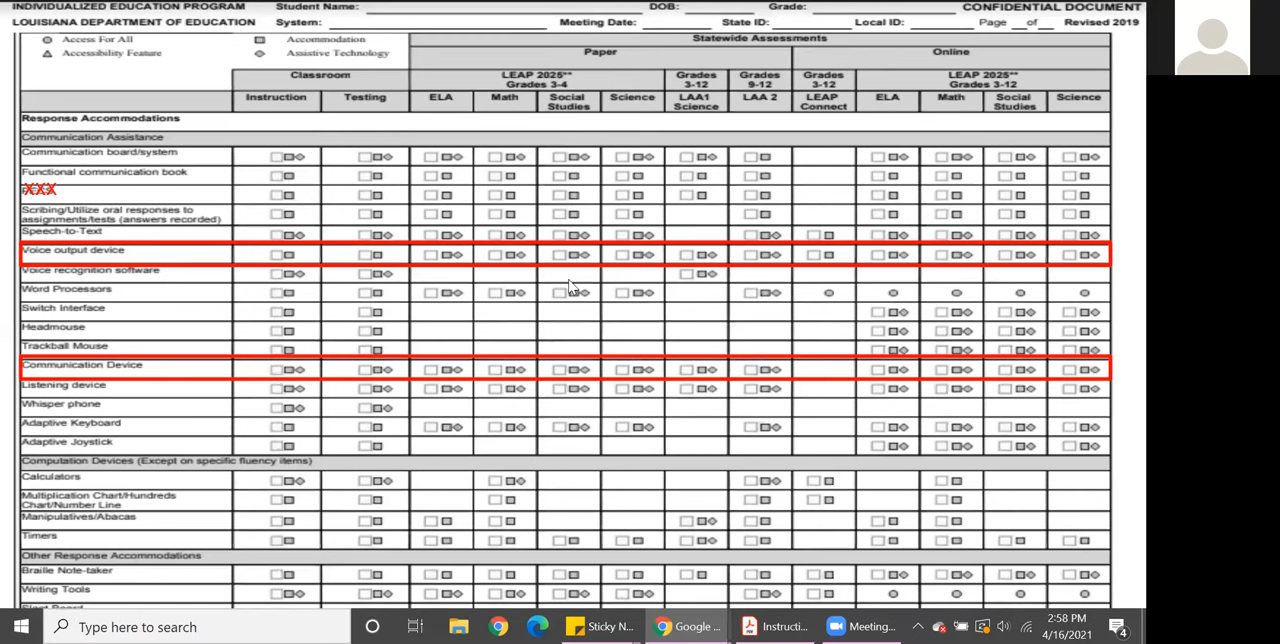 INDIVIDUALIZED EDUCATION PROGRAM Student Name: DOB: Grade: CONFIDENTIAL DOCUMENT
LOUISIANA DEPARTMENT OF EDUCATION System: Meeting Date: State ID: Local ID: Page of Revised 2019
Access For All Accommodation Statewide Assessments
Accessibility Feature Assistive Technology Paper Online
Classroom LEAP 2025** Grades 3-4 Grades 3-12 Grades 9-12 Grades 3-12 LEAP 2025** Grades 3-12
Instruction Testing ELA Math Social Studies Science LAA1 Science LAA 2 LEAP Connect ELA Math Social Studies Science
Response Accommodations
Communication Assistance
Communication board/system
Functional communication book
XXX
Scribing/Utilize oral responses to
assignments/tests (answers recorded)
Speech-to-Text
Voice output device
Voice recognition software
Word Processors
Switch Interface
Headmouse
Trackball Mouse
Communication Device
Listening device
Whisper phone
Adaptive Keyboard
Adaptive Joystick
Computation Devices (Except on specific fluency items)
Calculators
Multiplication Chart/Hundreds
Chart/Number Line
Manipulatives/Abacas
Timers
Other Response Accommodations
Braille Note-taker
Writing Tools
Type here to search Sticky N... Google ... Instructi... Meeting... 2:58 PM
4/16/2021 4